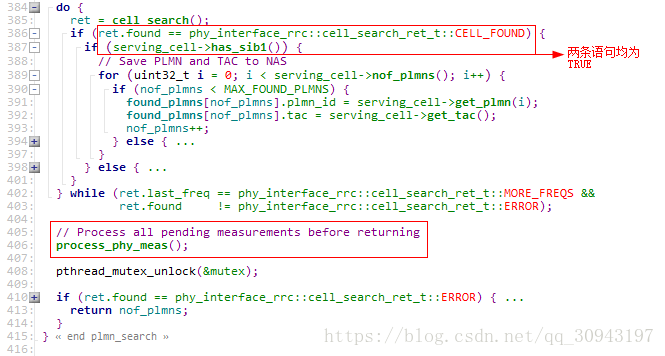 384 do {
385 ret = cell_search();
386 if (ret.found == phy_interface_rrc::cell_search_ret_t::CELL_FOUND) {
387 if (serving_cell->has_sib1()) {
388 // Save PLMN and TAC to NAS
389 for (uint32_t i = 0; i < serving_cell->nof_plmns(); i++) {
390 if (nof_plmns < MAX_FOUND_PLMNS) {
391 found_plmns[nof_plmns].plmn_id = serving_cell->get_plmn(i);
392 found_plmns[nof_plmns].tac = serving_cell->get_tac();
393 nof_plmns++;
394 } else { ...
397 }
398 } else { ...
401 }
402 } while (ret.last_freq == phy_interface_rrc::cell_search_ret_t::MORE_FREQS &&
403 ret.found != phy_interface_rrc::cell_search_ret_t::ERROR);
404
405 // Process all pending measurements before returning
406 process_phy_meas();
407
408 pthread_mutex_unlock(&mutex);
409
410 if (ret.found == phy_interface_rrc::cell_search_ret_t::ERROR) { ...
413 return nof_plmns;
414 }
415 } « end plmn_search »
416
两条语句均为
TRUE
https://blog.csdn.net/qq_30943197